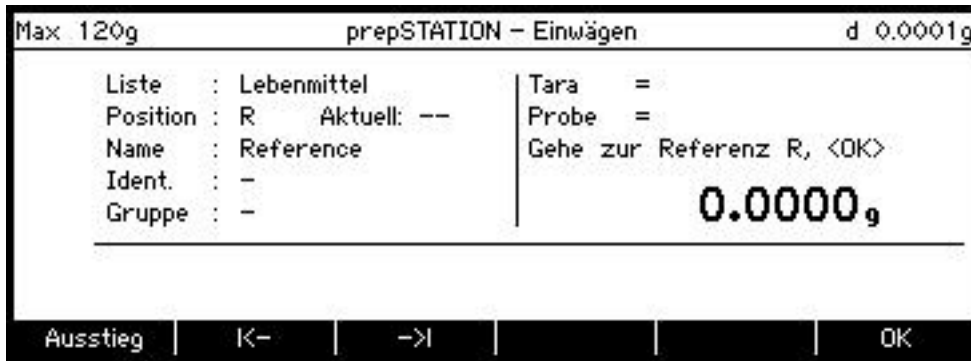 Max 120g prepSTATION – Einwägen d 0.0001g
Liste : Lebenmittel
Position : R Aktuell: --
Name : Reference
Ident. : -
Gruppe : -
Tara =
Probe =
Gehe zur Referenz R, <OK>
0.0000g
Ausstieg |<- ->| OK